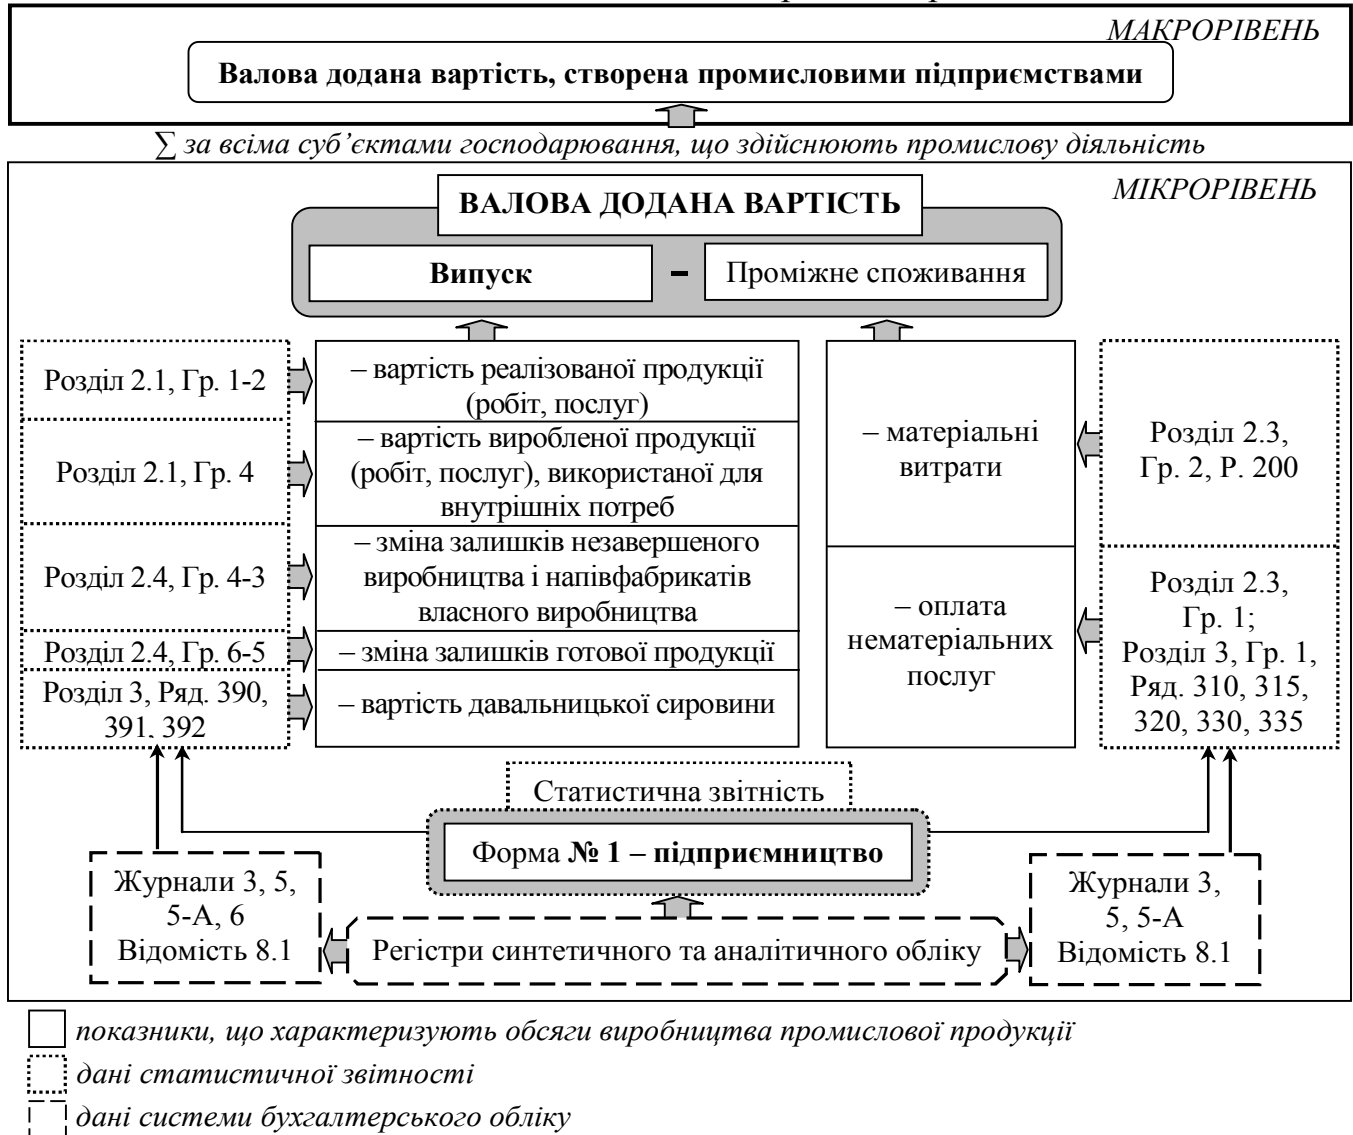 МАКРОРІВЕНЬ
Валова додана вартість, створена промисловими підприємствами
∑ за всіма суб’єктами господарювання, що здійснюють промислову діяльність
МІКРОРІВЕНЬ
ВАЛОВА ДОДАНА ВАРТІСТЬ
Випуск
–
Проміжне споживання
Розділ 2.1, Гр. 1-2
– вартість реалізованої продукції
(робіт, послуг)
Розділ 2.1, Гр. 4
– вартість виробленої продукції
(робіт, послуг), використаної для
внутрішніх потреб
Розділ 2.4, Гр. 4-3
– зміна залишків незавершеного
виробництва і напівфабрикатів
власного виробництва
Розділ 2.4, Гр. 6-5
– зміна залишків готової продукції
Розділ 3, Ряд. 390,
391, 392
– вартість давальницької сировини
– матеріальні
витрати
Розділ 2.3,
Гр. 2, Р. 200
– оплата
нематеріальних
послуг
Розділ 2.3,
Гр. 1;
Розділ 3, Гр. 1,
Ряд. 310, 315,
320, 330, 335
Статистична звітність
Форма № 1 – підприємництво
Журнали 3, 5,
5-А, 6
Відомість 8.1
Регістри синтетичного та аналітичного обліку
Журнали 3,
5, 5-А
Відомість 8.1
показники, що характеризують обсяги виробництва промислової продукції
дані статистичної звітності
дані системи бухгалтерського обліку